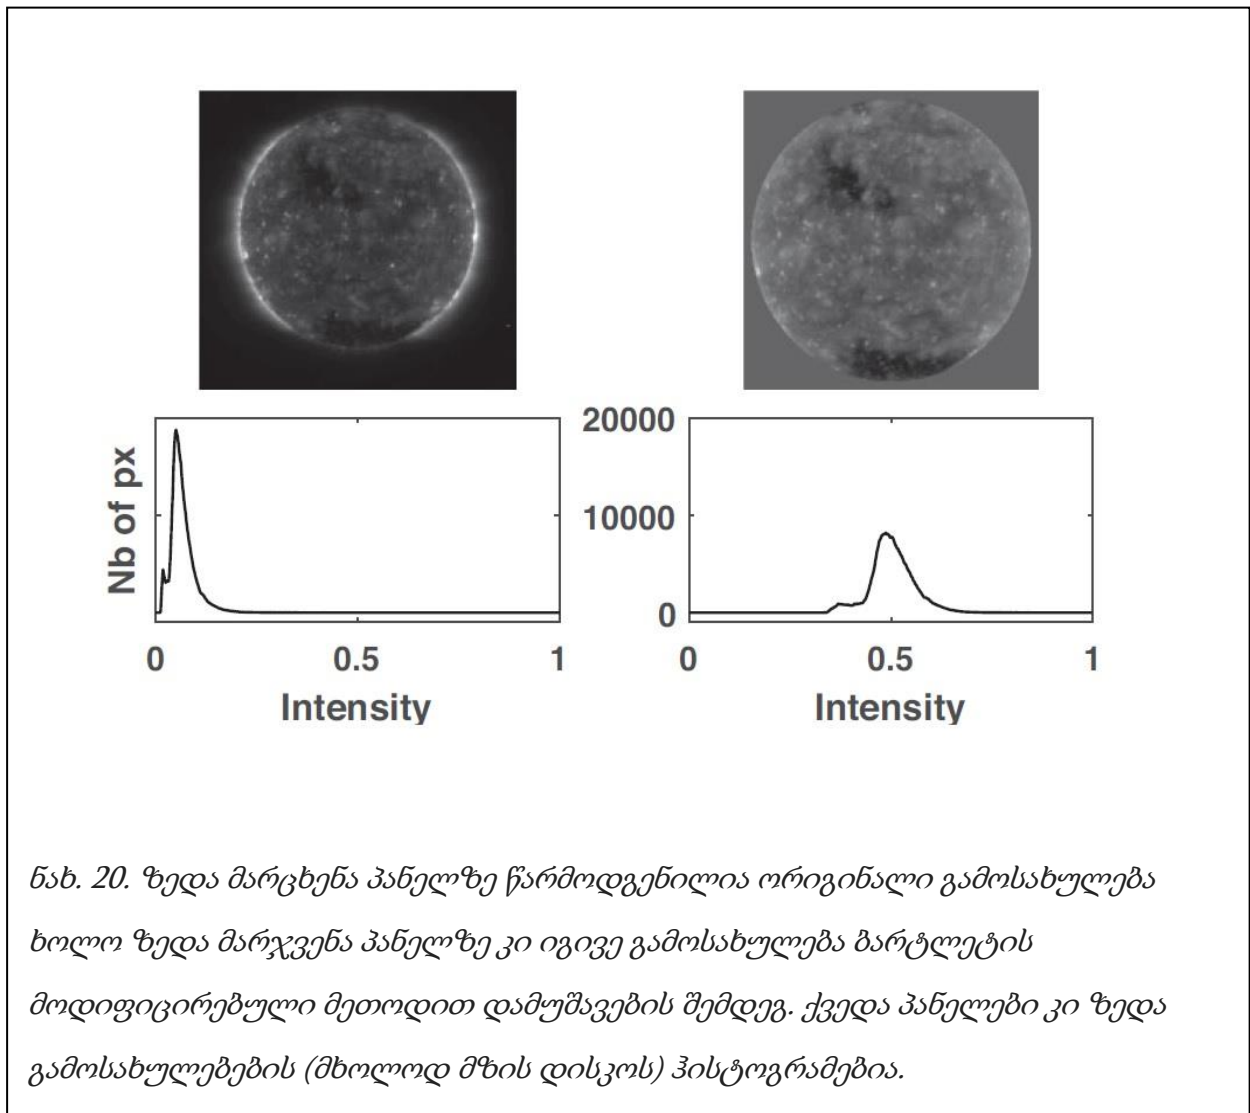 Nb of px
20000
10000
0
0
0.5
1
0
0.5
1
Intensity
Intensity
ნახ. 20. ზედა მარცხენა პანელზე წარმოდგენილია ორიგინალი გამოსახულება
ხოლო ზედა მარჯვენა პანელზე კი იგივე გამოსახულება ბარტლეტის
მოდიფიცირებული მეთოდით დამუშავების შემდეგ. ქვედა პანელები კი ზედა
გამოსახულებების (მხოლოდ მზის დისკოს) ჰისტოგრამებია.